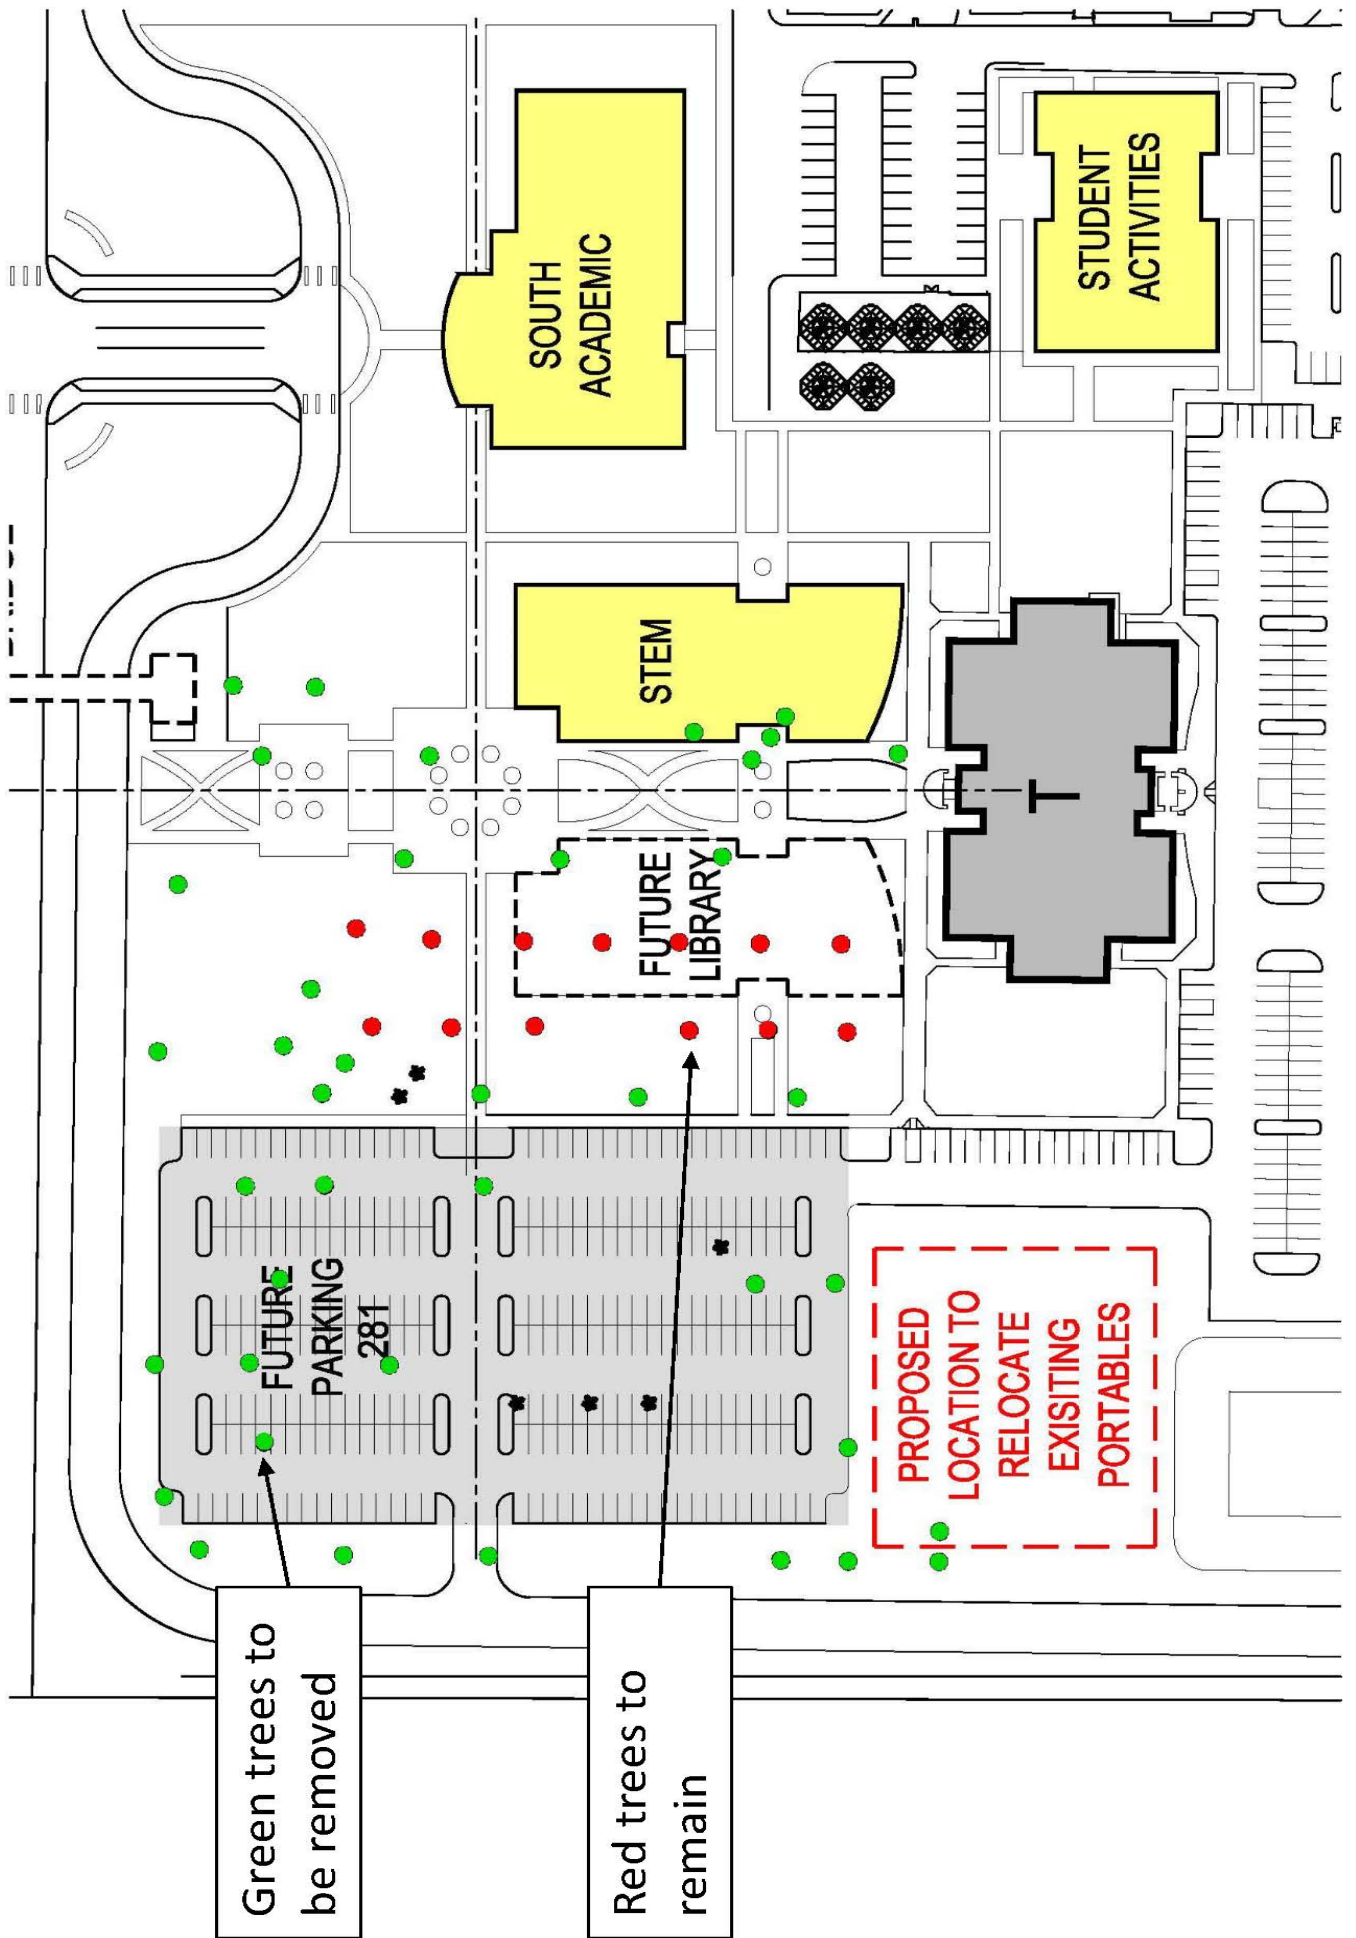 Green trees to
be removed
Red trees to
remain
FUTURE
PARKING
281
PROPOSED
LOCATION TO
RELOCATE
EXISITING
PORTABLES
FUTURE
LIBRARY
STEM
T
SOUTH
ACADEMIC
STUDENT
ACTIVITIES